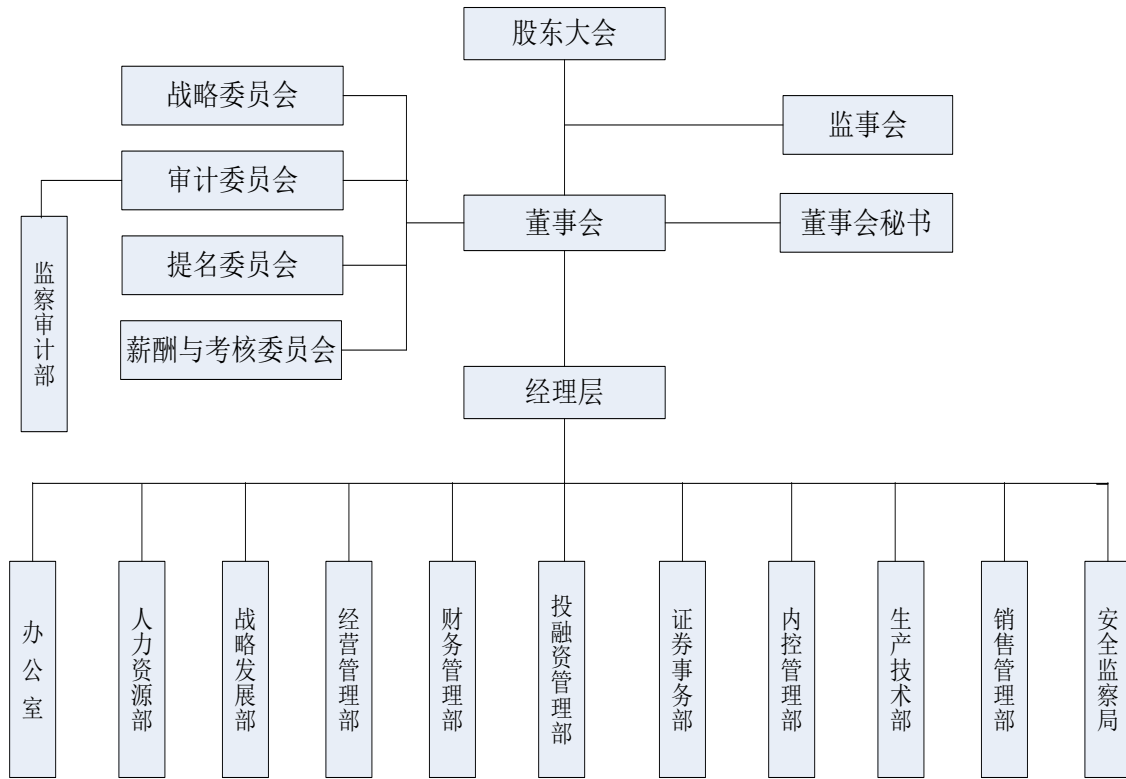 股东大会
战略委员会
监事会
审计委员会
董事会
董事会秘书
提名委员会
监察审计部
薪酬与考核委员会
经理层
办公室
人力资源部
战略发展部
经营管理部
财务管理部
投融资管理部
证券事务部
内控管理部
生产技术部
销售管理部
安全监察局